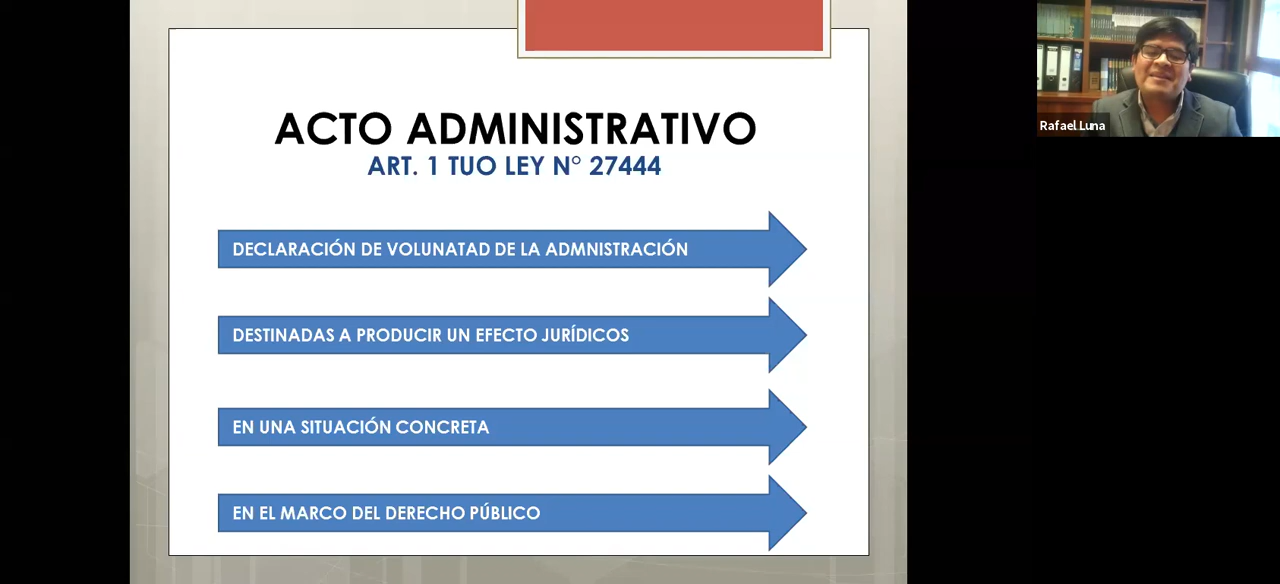 ACTO ADMINISTRATIVO
ART. 1 TUO LEY N° 27444
DECLARACIÓN DE VOLUNATAD DE LA ADMNISTRACIÓN
DESTINADAS A PRODUCIR UN EFECTO JURÍDICOS
EN UNA SITUACIÓN CONCRETA
EN EL MARCO DEL DERECHO PÚBLICO
Rafael Luna